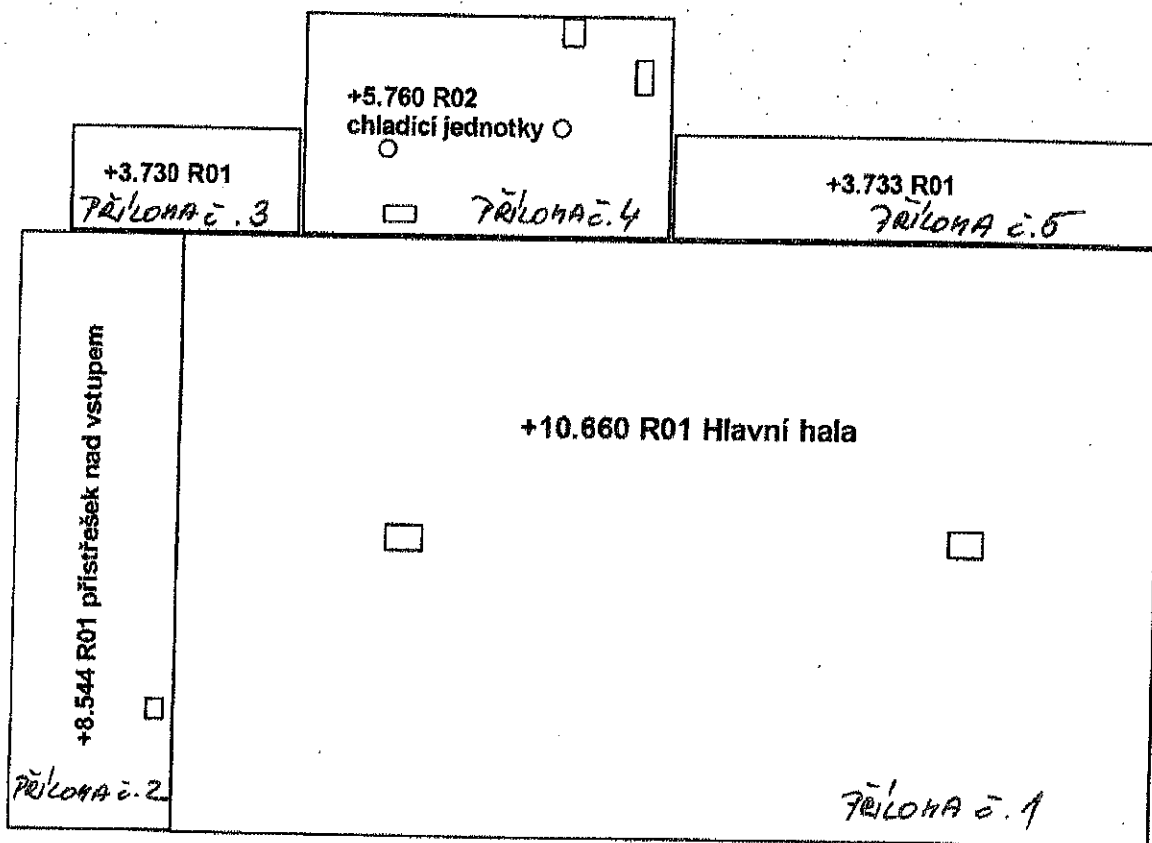 +5.760 R02
chladící jednotky
+3.730 R01
PŘÍLOHA č. 3
PŘÍLOHA č. 4
+3.733 R01
PŘÍLOHA č. 5
+8.544 R01 přístřešek nad vstupem
+10.660 R01 Hlavní hala
PŘÍLOHA č. 2
PŘÍLOHA č. 1